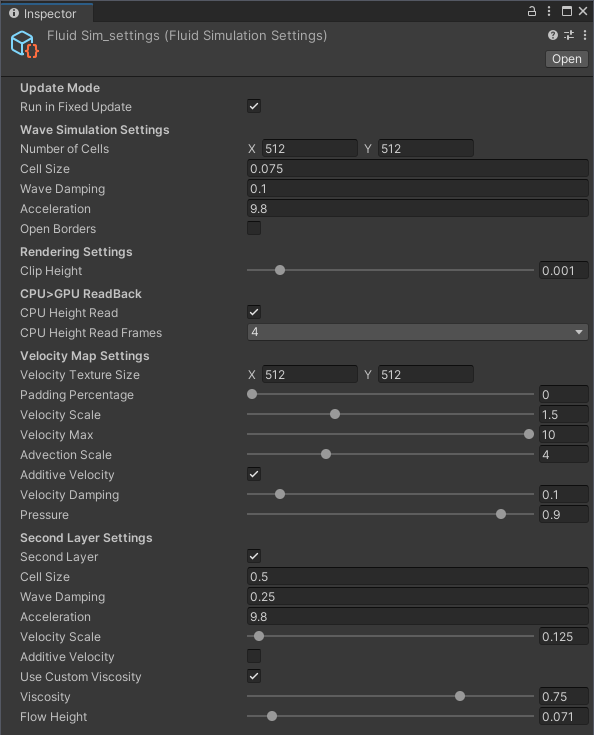 Inspector
Fluid Sim_settings (Fluid Simulation Settings)
Open
Update Mode
Run in Fixed Update
Wave Simulation Settings
Number of Cells X 512 Y 512
Cell Size 0.075
Wave Damping 0.1
Acceleration 9.8
Open Borders
Rendering Settings
Clip Height 0.001
CPU>GPU ReadBack
CPU Height Read
CPU Height Read Frames 4
Velocity Map Settings
Velocity Texture Size X 512 Y 512
Padding Percentage 0
Velocity Scale 1.5
Velocity Max 10
Advection Scale 4
Additive Velocity
Velocity Damping 0.1
Pressure 0.9
Second Layer Settings
Second Layer
Cell Size 0.5
Wave Damping 0.25
Acceleration 9.8
Velocity Scale 0.125
Additive Velocity
Use Custom Viscosity
Viscosity 0.75
Flow Height 0.071